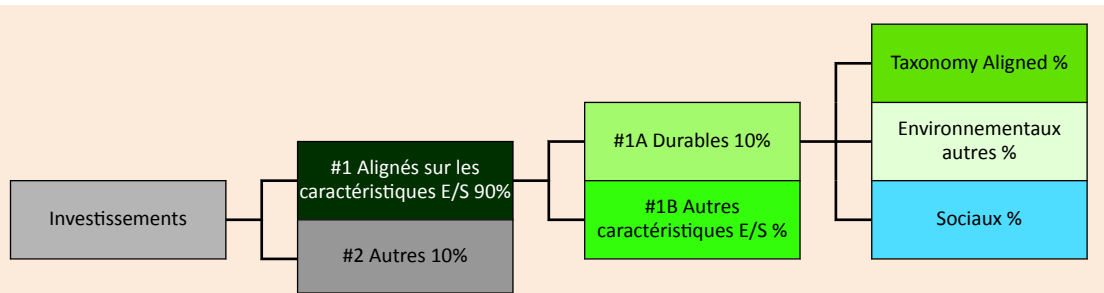 Investissements
#1 Alignés sur les
caractéristiques E/S 90%
#2 Autres 10%
#1A Durables 10%
#1B Autres
caractéristiques E/S %
Taxonomy Aligned %
Environnementaux
autres %
Sociaux %